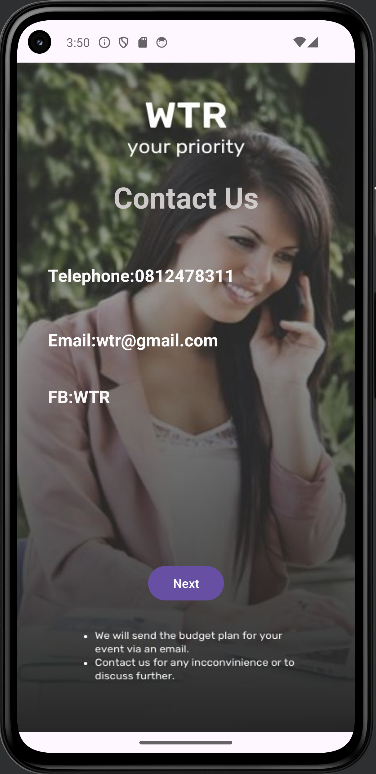 3:50
WTR
your priority
Contact Us
Telephone:0812478311
Email:wtr@gmail.com
FB:WTR
Next
• We will send the budget plan for your
event via an email.
• Contact us for any incconvinience or to
discuss further.